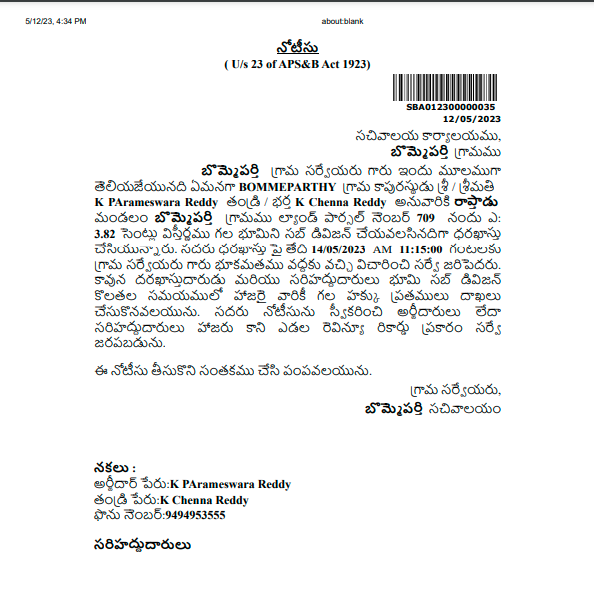 5/12/23, 4:34 PM about:blank
నోటీసు
( U/s 23 of APS&B Act 1923)
SBA012300000035
12/05/2023
సచివాలయ కార్యాలయము,
బొమ్మెపర్తి గ్రామము
బొమ్మెపర్తి గ్రామ సర్వేయరు గారు ఇందు మూలముగా
తెలియజేయునది ఏమనగా BOMMEPARTHY గ్రామ కాపురస్థుడు శ్రీ / శ్రీమతి
K PArameswara Reddy తండ్రి / భర్త K Chenna Reddy అనువారికి రాప్తాడు
మండలం బొమ్మెపర్తి గ్రామము ల్యాండ్ పార్సల్ నెంబర్ 709 నందు ఎ:
3.82 సెంట్లు విస్తీర్ణము గల భూమిని సబ్ డివిజన్ చేయవలసినదిగా ధరఖాస్తు
చేసియున్నారు. సదరు ధరఖాస్తు పై తేది 14/05/2023 AM 11:15:00 గంటలకు
గ్రామ సర్వేయరు గారు భూకమతము వద్దకు వచ్చి విచారించి సర్వే జరిపెదరు.
కావున దరఖాస్తుదారుడు మరియు సరిహద్దుదారులు భూమి సబ్ డివిజన్
కొలతల సమయములో హాజరై వారికీ గల హక్కు ప్రతములు దాఖలు
చేసుకొనవలయును. సదరు నోటీసును స్వీకరించి అర్జీదారులు లేదా
సరిహద్దుదారులు హాజరు కాని ఎడల రెవిన్యూ రికార్డు ప్రకారం సర్వే
జరపబడును.
ఈ నోటీసు తీసుకొని సంతకము చేసి పంపవలయును.
గ్రామ సర్వేయరు,
బొమ్మెపర్తి సచివాలయం
నకలు :
అర్జీదార్ పేరు:K PArameswara Reddy
తండ్రి పేరు:K Chenna Reddy
ఫొను నెంబర్:9494953555
సరిహద్దుదారులు